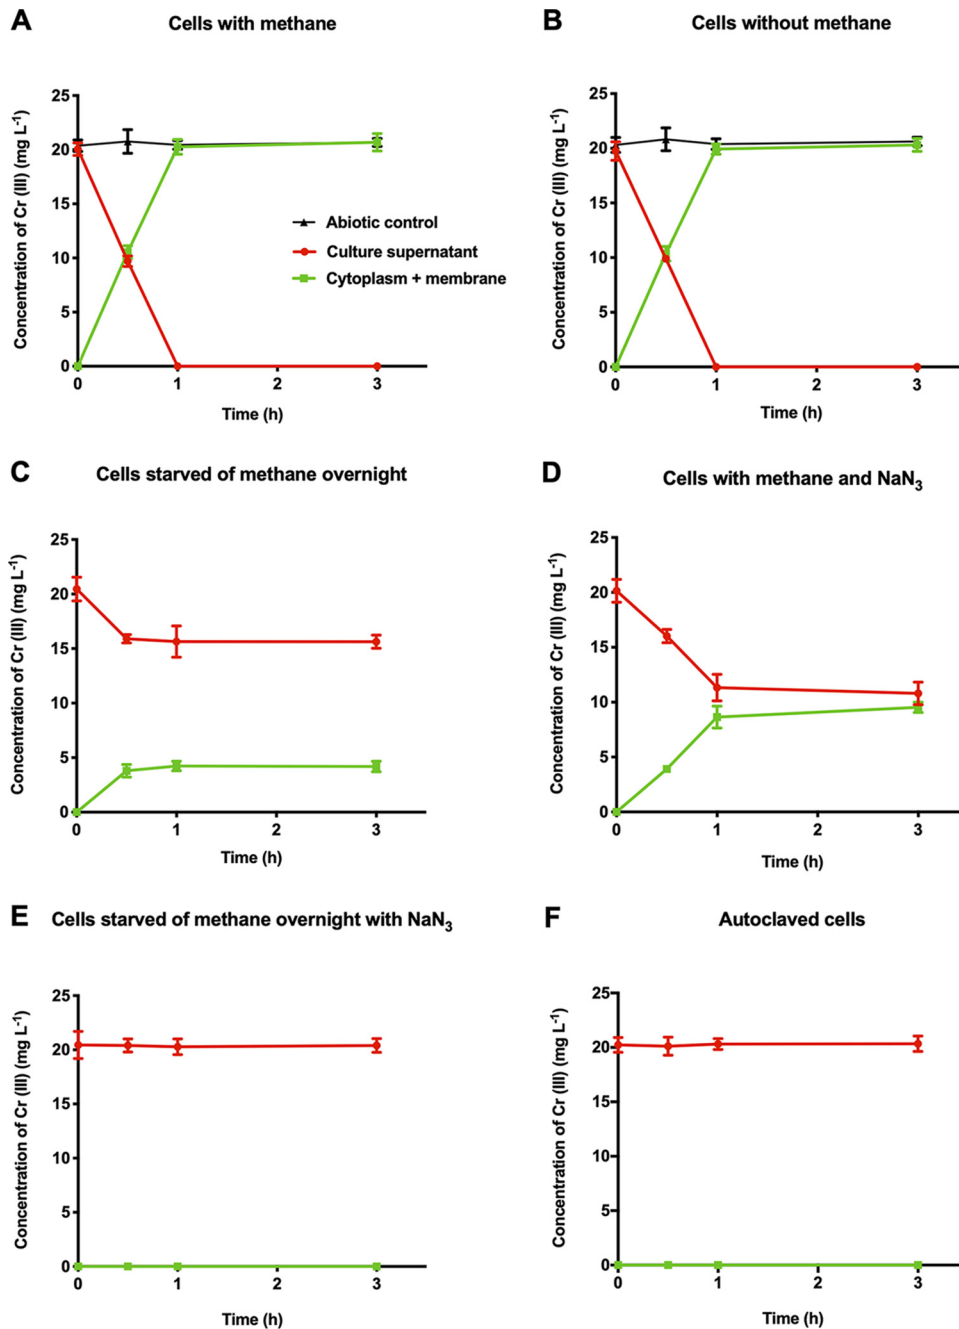 A
Cells with methane
Concentration of Cr (III) (mg L⁻¹)
25
20
15
10
5
0
0
1
2
3
Time (h)
Abiotic control
Culture supernatant
Cytoplasm + membrane
B
Cells without methane
Concentration of Cr (III) (mg L⁻¹)
25
20
15
10
5
0
0
1
2
3
Time (h)
C
Cells starved of methane overnight
Concentration of Cr (III) (mg L⁻¹)
25
20
15
10
5
0
0
1
2
3
Time (h)
D
Cells with methane and NaN₃
Concentration of Cr (III) (mg L⁻¹)
25
20
15
10
5
0
0
1
2
3
Time (h)
E
Cells starved of methane overnight with NaN₃
Concentration of Cr (III) (mg L⁻¹)
25
20
15
10
5
0
0
1
2
3
Time (h)
F
Autoclaved cells
Concentration of Cr (III) (mg L⁻¹)
25
20
15
10
5
0
0
1
2
3
Time (h)